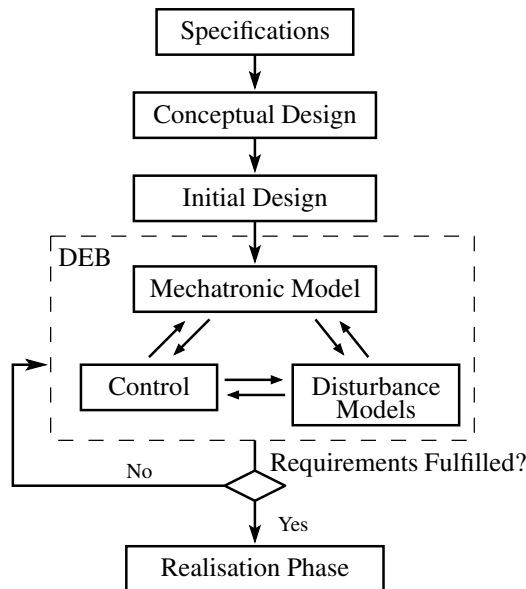 Specifications
Conceptual Design
Initial Design
DEB
Mechatronic Model
Control
Disturbance
Models
Requirements Fulfilled?
No
Yes
Realisation Phase